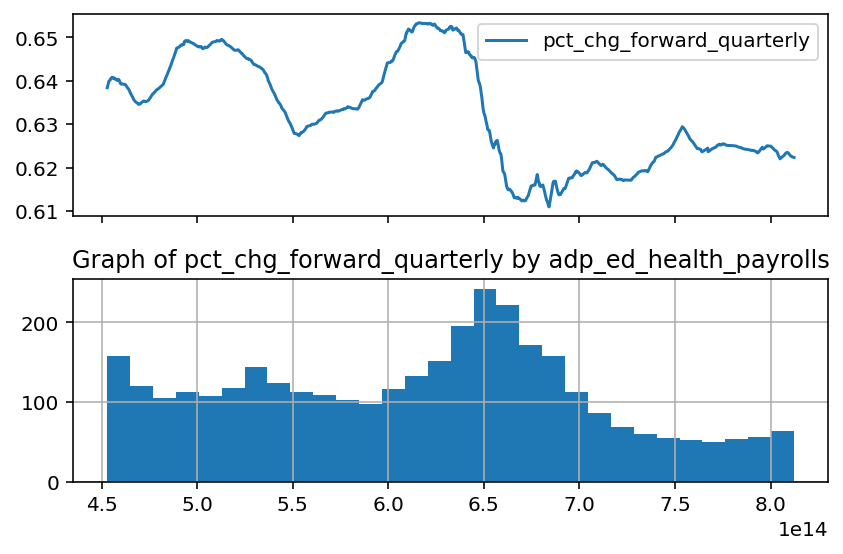 0.65
0.64
0.63
0.62
0.61
pct_chg_forward_quarterly
Graph of pct_chg_forward_quarterly by adp_ed_health_payrolls
200
100
0
4.5 5.0 5.5 6.0 6.5 7.0 7.5 8.0
1e14